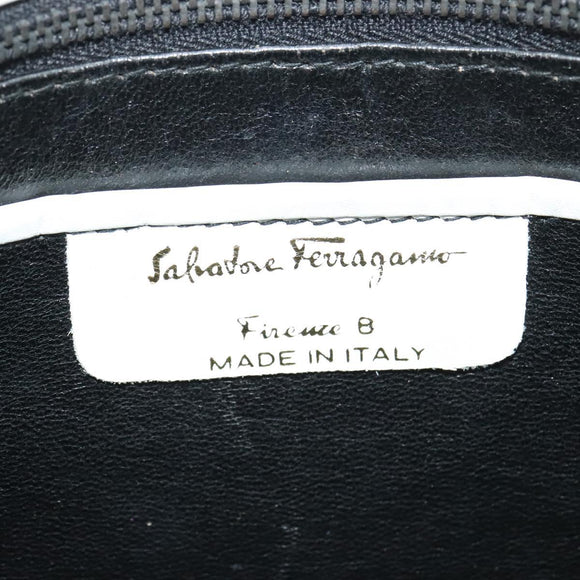 Salvatore Ferragamo
Firenze 8
MADE IN ITALY